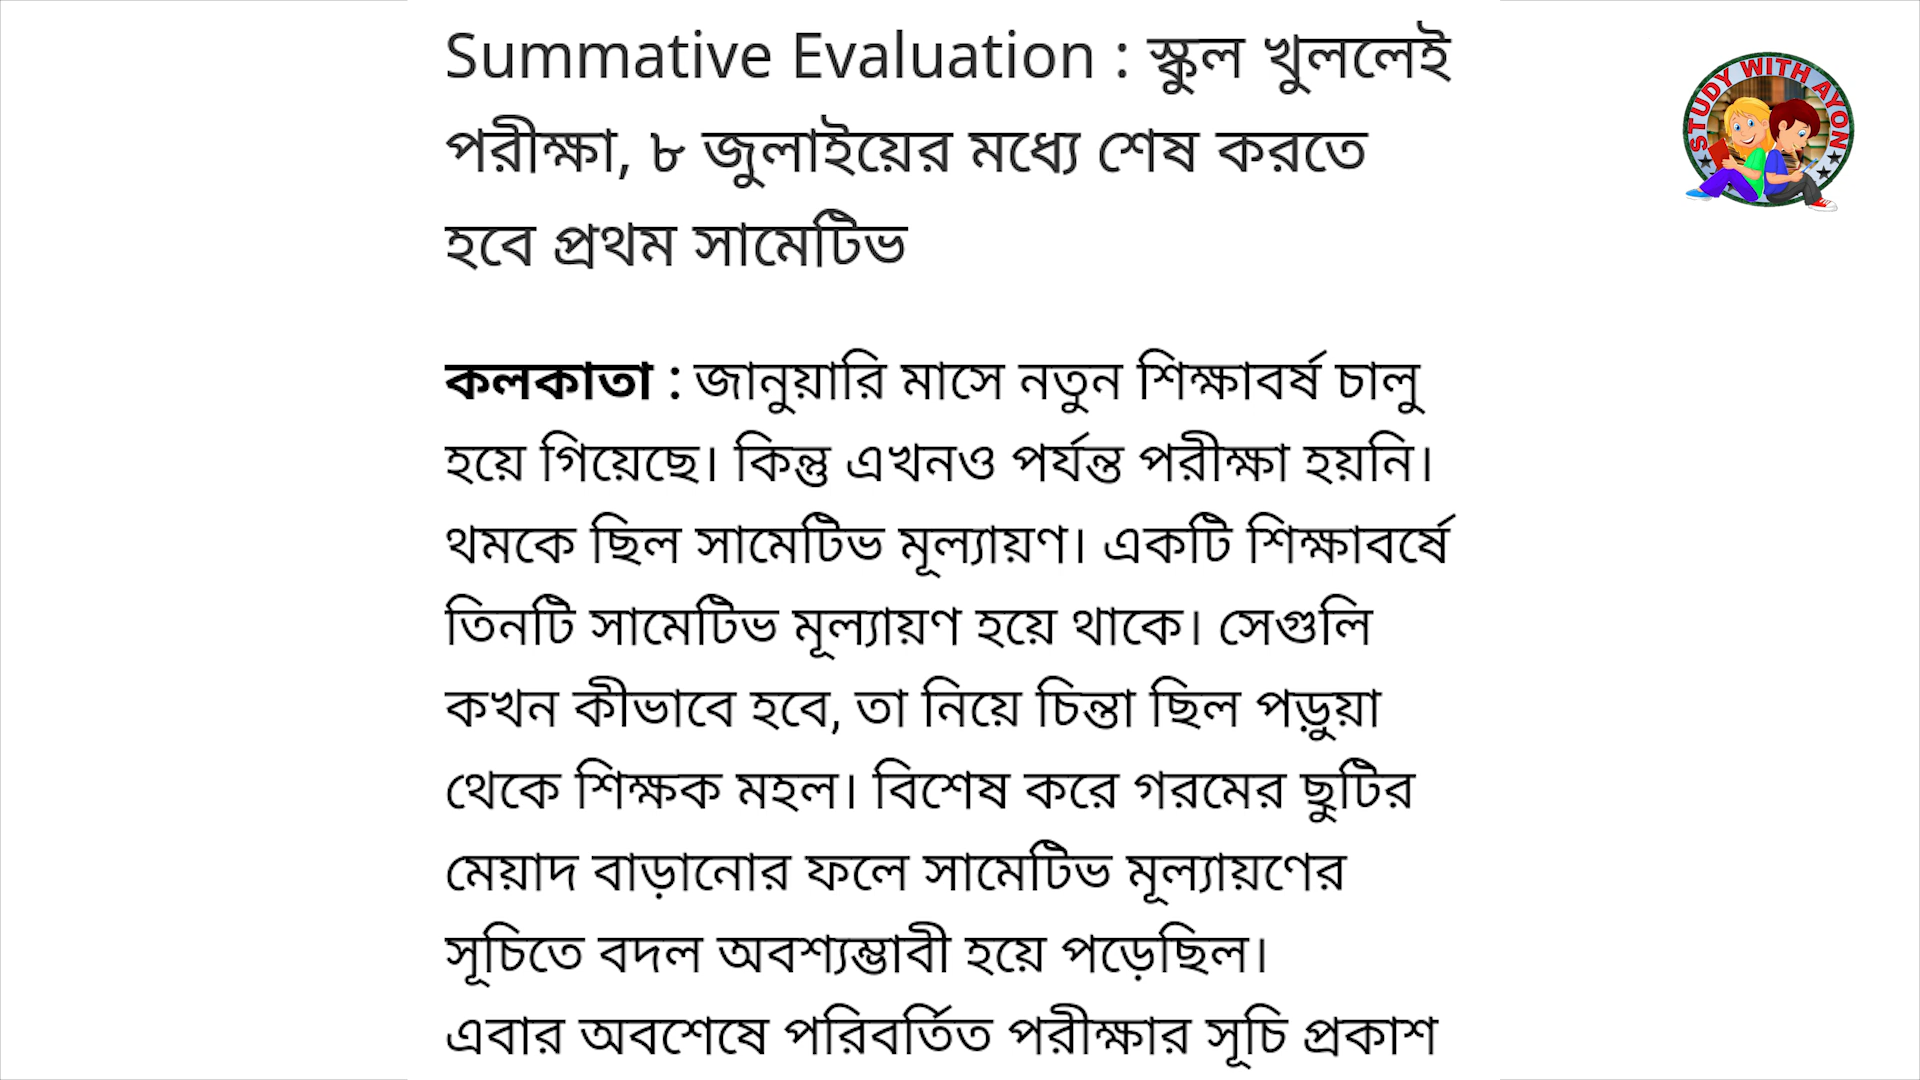 Summative Evaluation : স্কুল খুললেই
পরীক্ষা, ৮ জুলাইয়ের মধ্যে শেষ করতে
হবে প্রথম সামেটিভ
কলকাতা : জানুয়ারি মাসে নতুন শিক্ষাবর্ষ চালু
হয়ে গিয়েছে। কিন্তু এখনও পর্যন্ত পরীক্ষা হয়নি।
থমকে ছিল সামেটিভ মূল্যায়ণ। একটি শিক্ষাবর্ষে
তিনটি সামেটিভ মূল্যায়ণ হয়ে থাকে। সেগুলি
কখন কীভাবে হবে, তা নিয়ে চিন্তা ছিল পড়ুয়া
থেকে শিক্ষক মহল। বিশেষ করে গরমের ছুটির
মেয়াদ বাড়ানোর ফলে সামেটিভ মূল্যায়ণের
সূচিতে বদল অবশ্যম্ভাবী হয়ে পড়েছিল।
এবার অবশেষে পরিবর্তিত পরীক্ষার সূচি প্রকাশ
STUDY WITH AYON